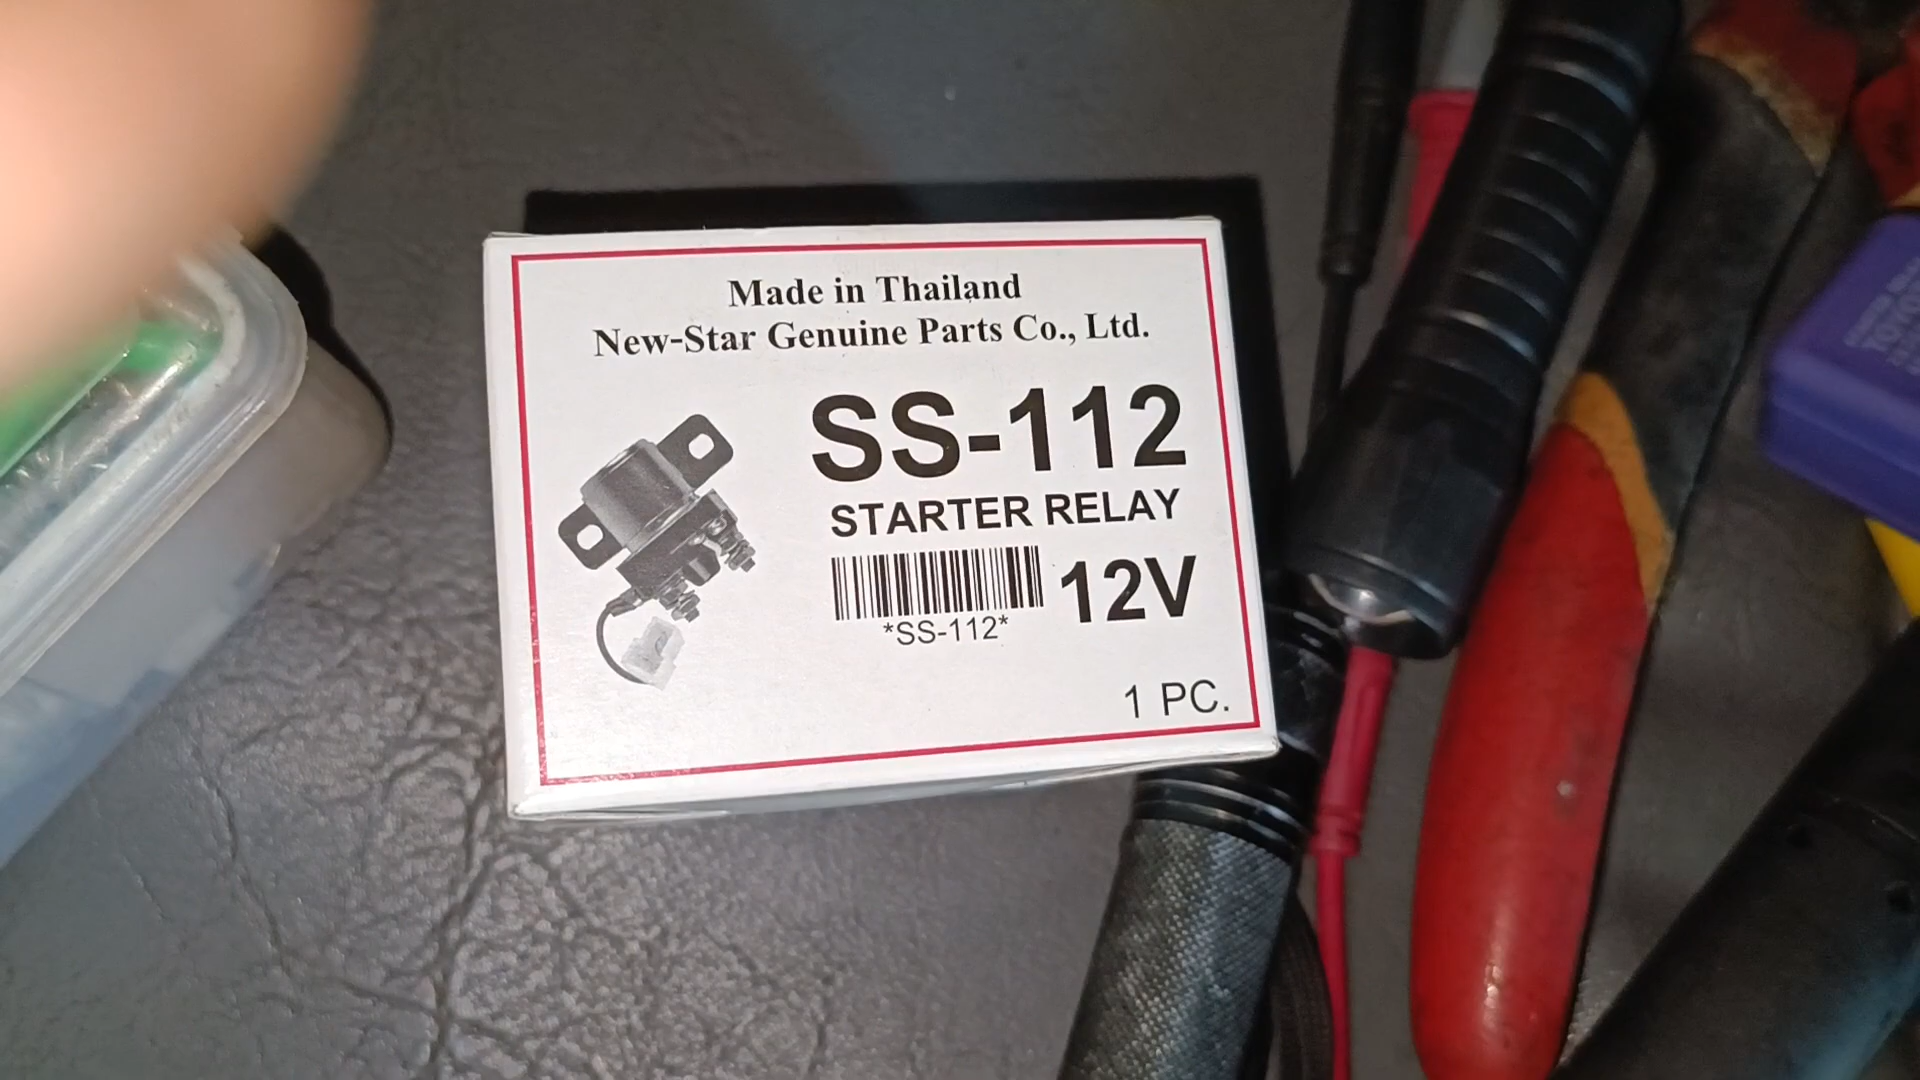 Made in Thailand
New-Star Genuine Parts Co., Ltd.
SS-112
STARTER RELAY
*SS-112*
12V
1 PC.